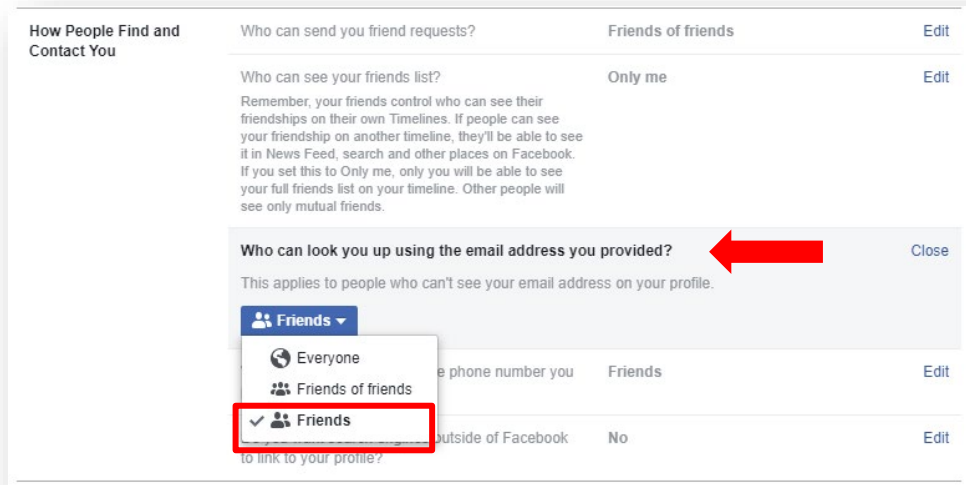 How People Find and
Contact You
Who can send you friend requests? Friends of friends Edit
Who can see your friends list? Only me Edit
Remember, your friends control who can see their
friendships on their own Timelines. If people can see
your friendship on another timeline, they'll be able to see
it in News Feed, search and other places on Facebook.
If you set this to Only me, only you will be able to see
your full friends list on your timeline. Other people will
see only mutual friends.
Who can look you up using the email address you provided? Close
This applies to people who can't see your email address on your profile.
Friends
Everyone
phone number you Friends Edit
Friends of friends
Friends
outside of Facebook No Edit
to link to your profile?